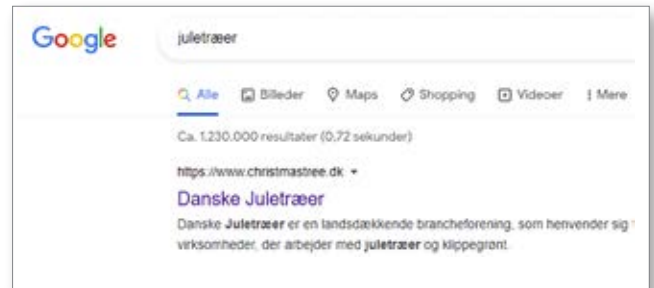 Google
juletræer
Alle Billeder Maps Shopping Videoer Mere
Ca. 1.230.000 resultater (0,72 sekunder)
https://www.christmastree.dk
Danske Juletræer
Danske Juletræer er en landsdækkende brancheforening, som henvender sig
virksomheder, der arbejder med juletræer og klippegrønt.